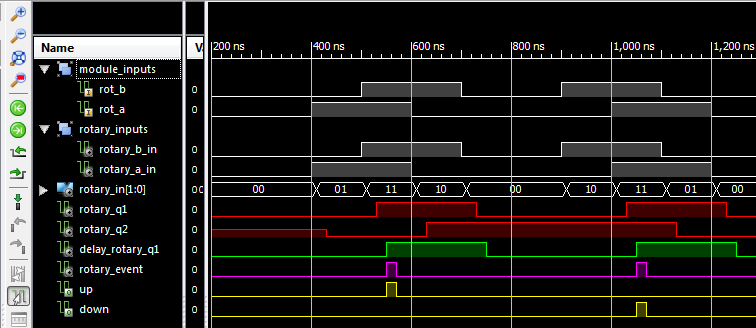 Name V 200 ns 400 ns 600 ns 800 ns 1,000 ns 1,200 ns
module_inputs
rot_b 0
rot_a 0
rotary_inputs
rotary_b_in 0
rotary_a_in 0
rotary_in[1:0] 00 00 01 11 10 00 10 11 01 00
rotary_q1 0
rotary_q2 0
delay_rotary_q1 0
rotary_event 0
up 0
down 0